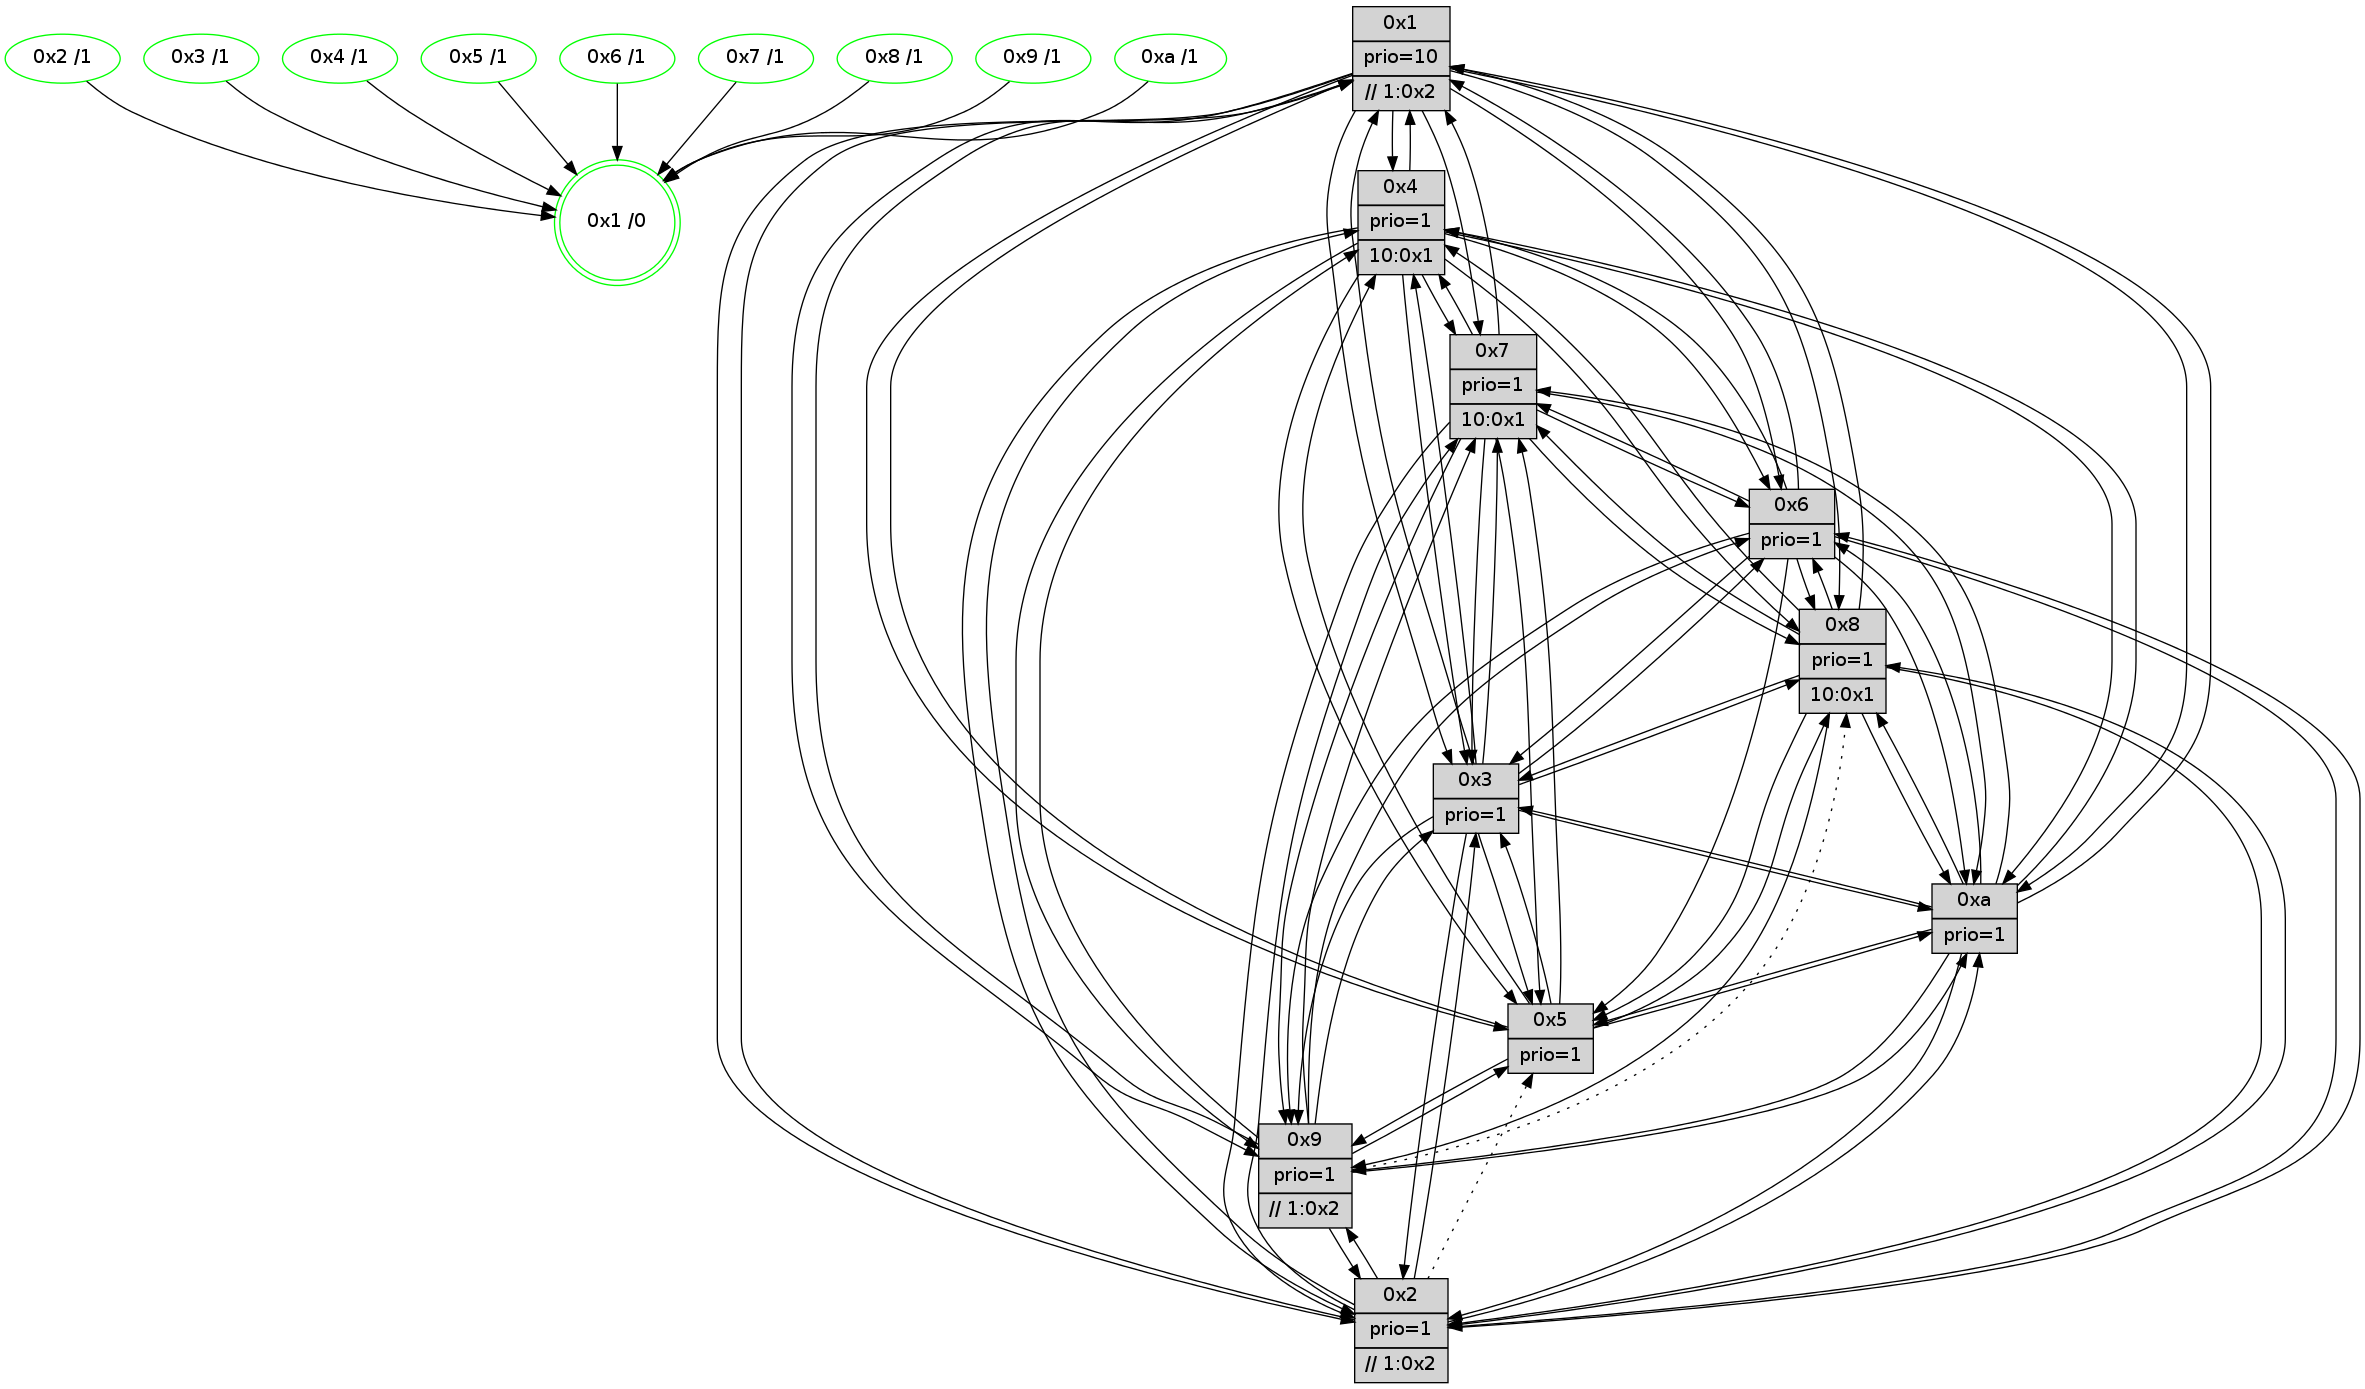 0x2 /1
0x3 /1
0x4 /1
0x5 /1
0x6 /1
0x7 /1
0x8 /1
0x9 /1
0xa /1
0x1 /0
0x1
prio=10
// 1:0x2
0x4
prio=1
10:0x1
0x7
prio=1
10:0x1
0x6
prio=1
0x8
prio=1
10:0x1
0x3
prio=1
0xa
prio=1
0x5
prio=1
0x9
prio=1
// 1:0x2
0x2
prio=1
// 1:0x2